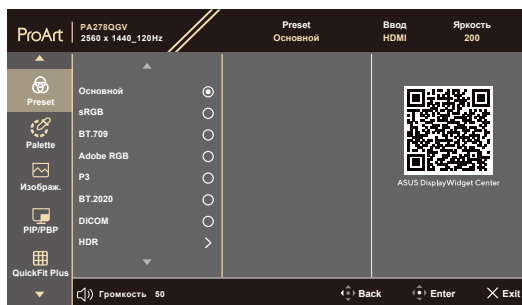 ProArt
PA278QGV
2560 x 1440_120Hz
Preset
Основной
Ввод
HDMI
Яркость
200
Preset
Palette
Изображ.
PIP/PBP
QuickFit Plus
Основной
sRGB
BT.709
Adobe RGB
P3
BT.2020
DICOM
HDR
ASUS DisplayWidget Center
Громкость 50
Back
Enter
Exit